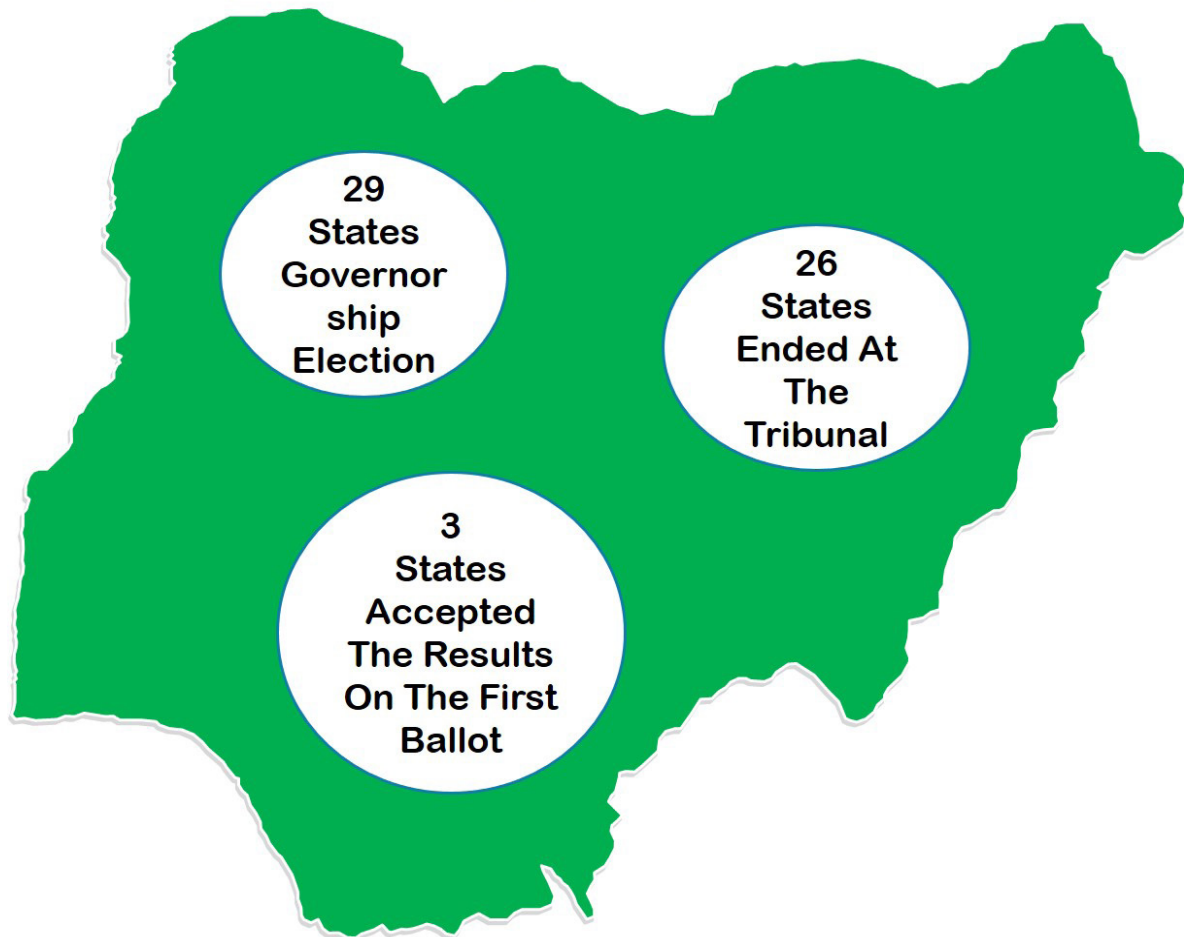 29
States
Governor
ship
Election
26
States
Ended At
The
Tribunal
3
States
Accepted
The Results
On The First
Ballot